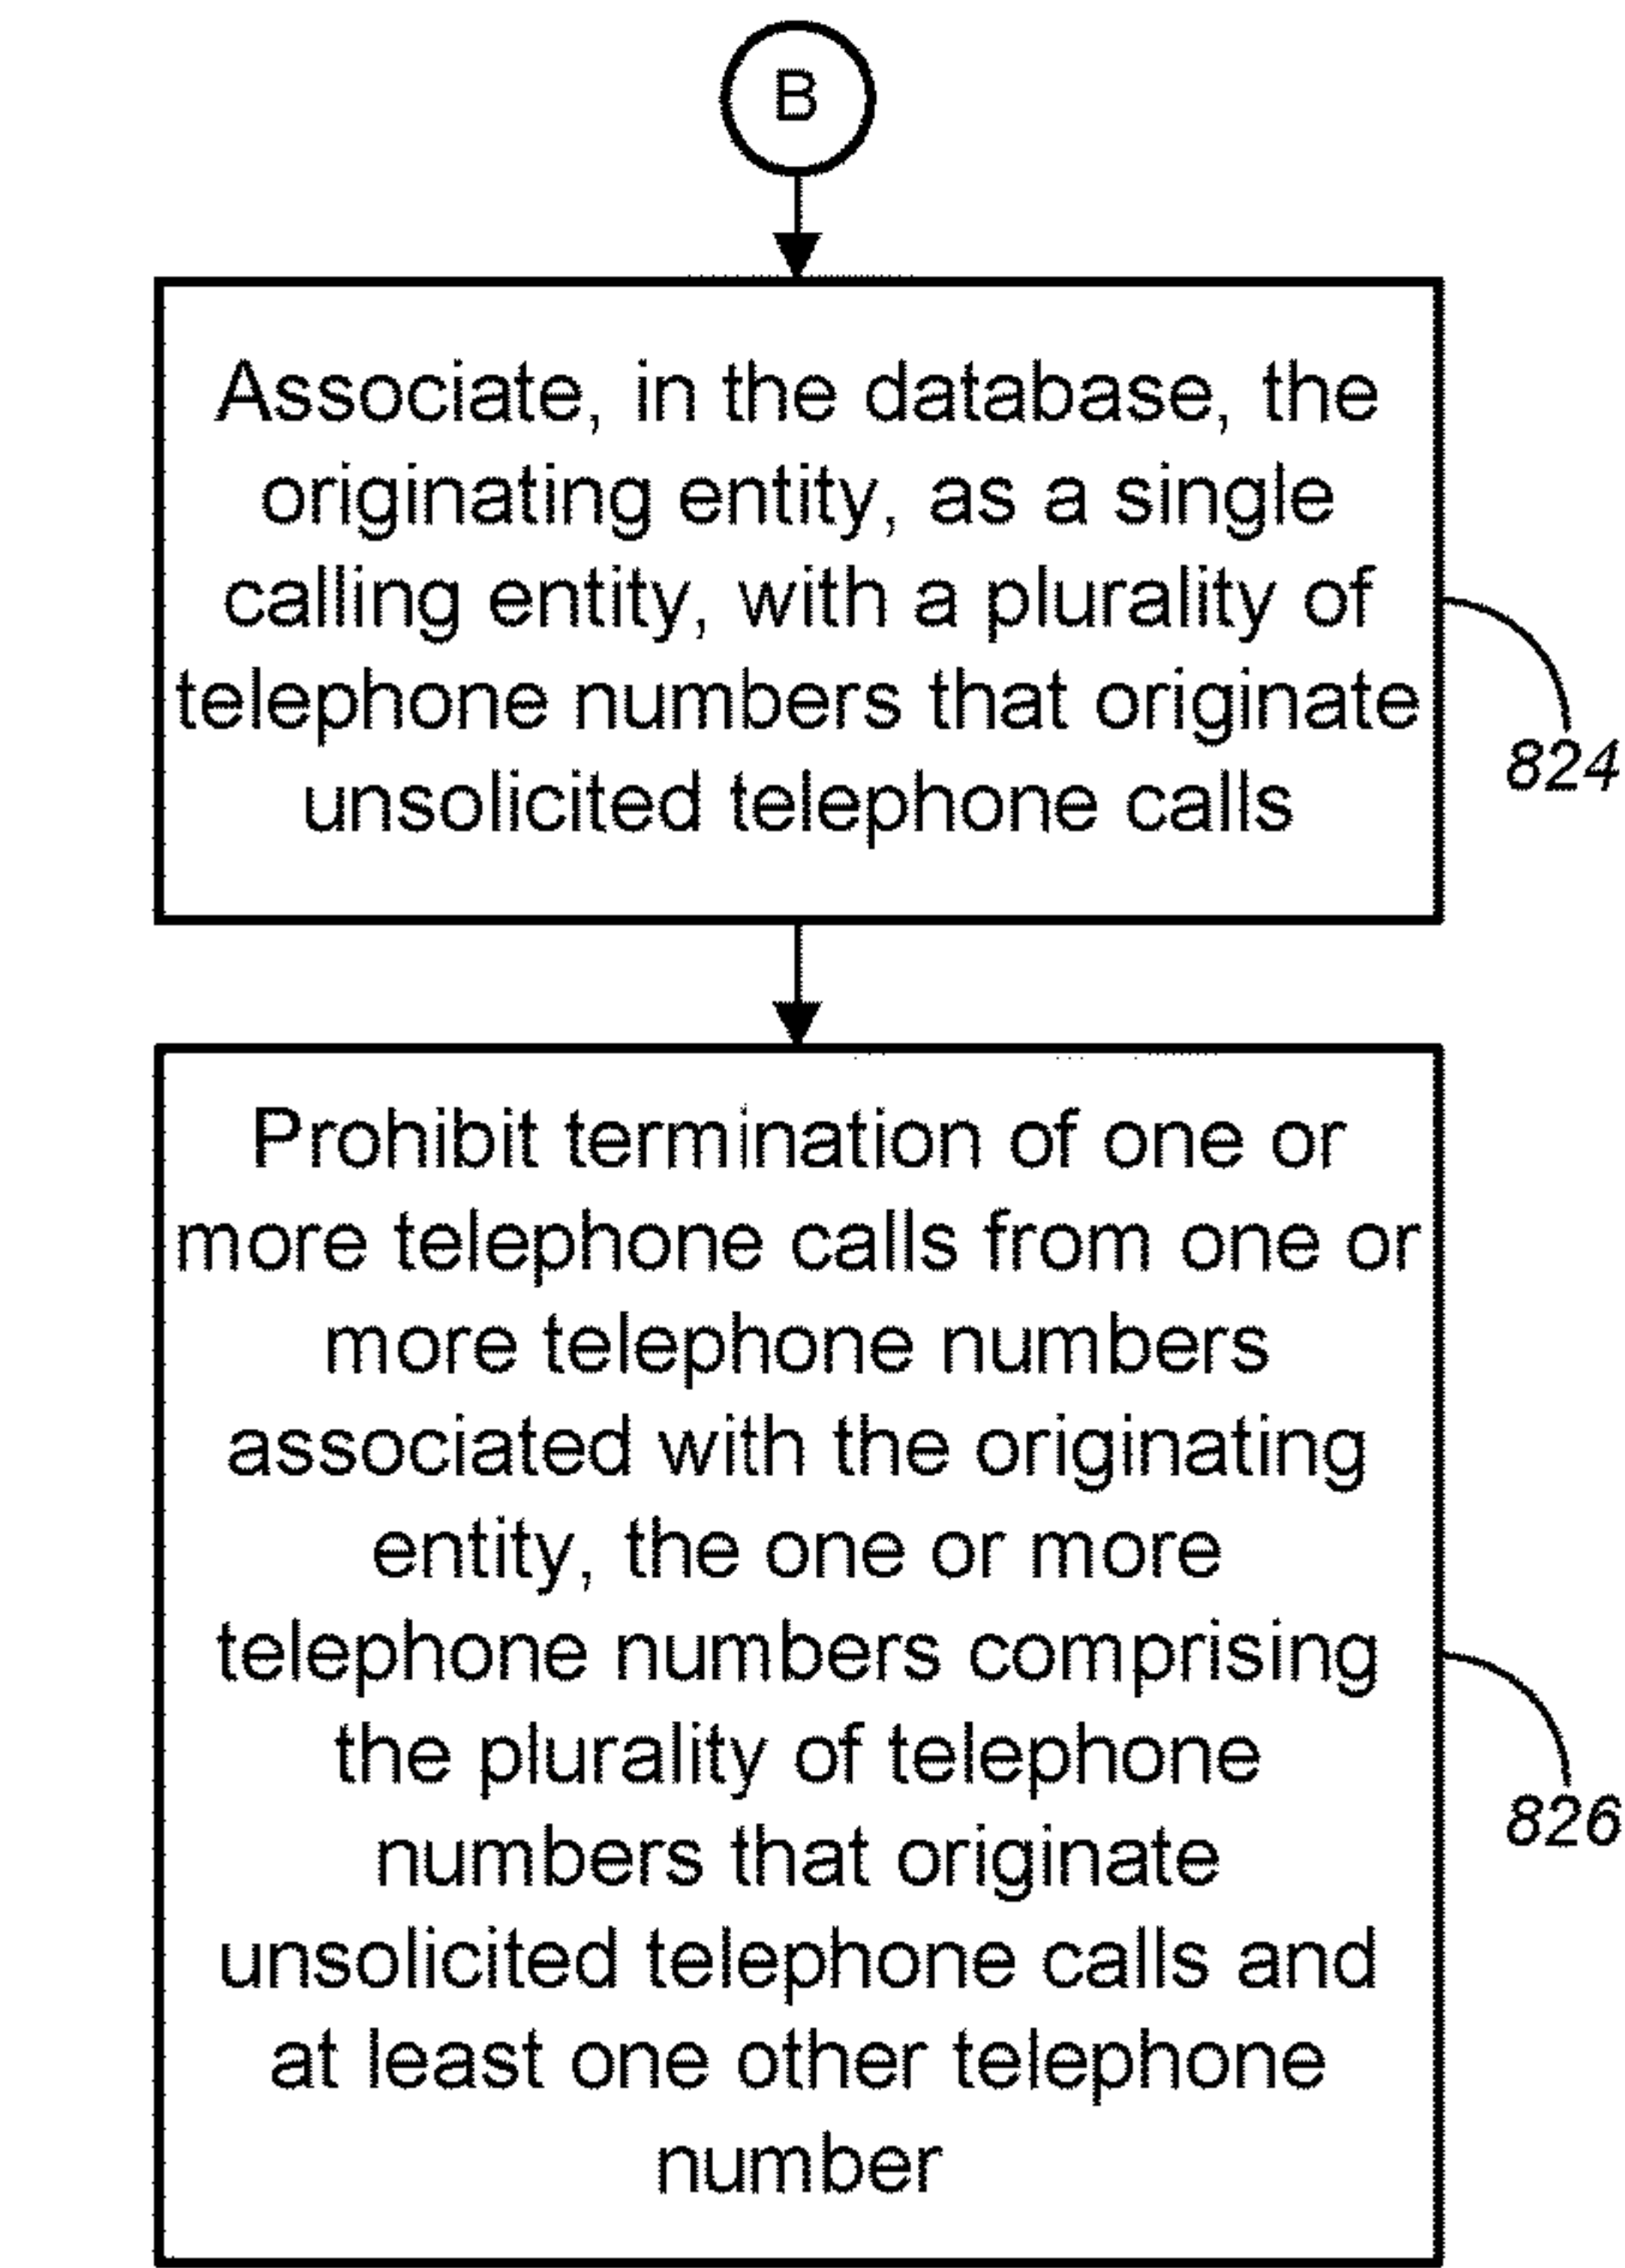 B
Associate, in the database, the
originating entity, as a single
calling entity, with a plurality of
telephone numbers that originate
unsolicited telephone calls
824
Prohibit termination of one or
more telephone calls from one or
more telephone numbers
associated with the originating
entity, the one or more
telephone numbers comprising
the plurality of telephone
numbers that originate
unsolicited telephone calls and
at least one other telephone
number
826